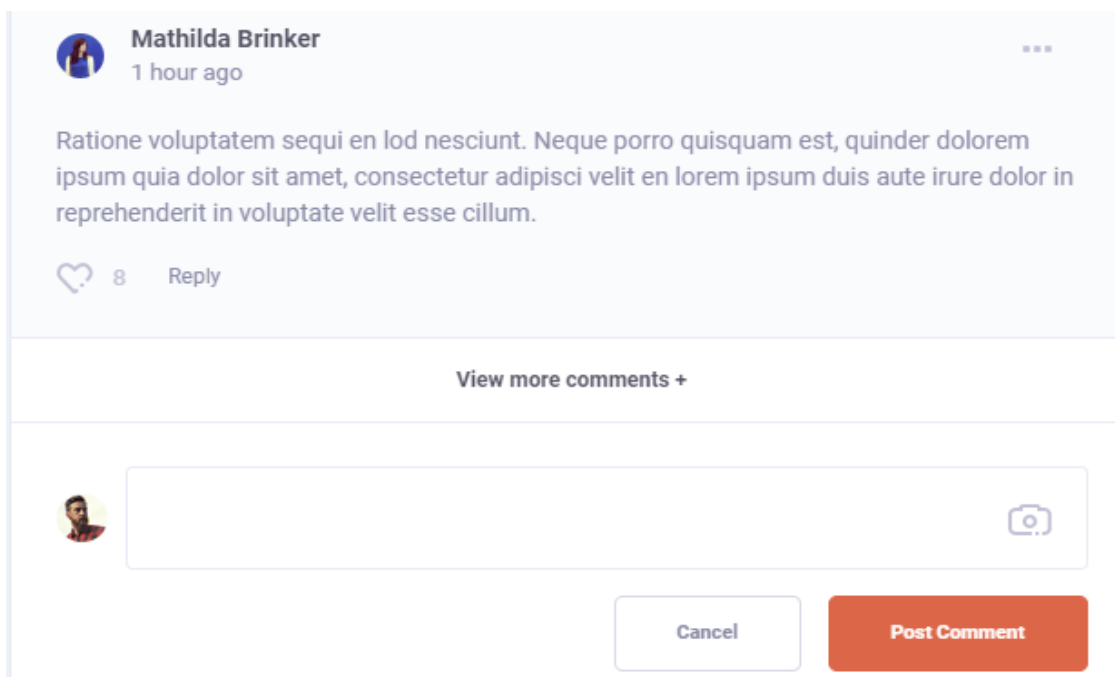 Mathilda Brinker
1 hour ago
Ratione voluptatem sequi en lod nesciunt. Neque porro quisquam est, quinder dolorem
ipsum quia dolor sit amet, consectetur adipisci velit en lorem ipsum duis aute irure dolor in
reprehenderit in voluptate velit esse cillum.
8 Reply
View more comments +
Cancel Post Comment